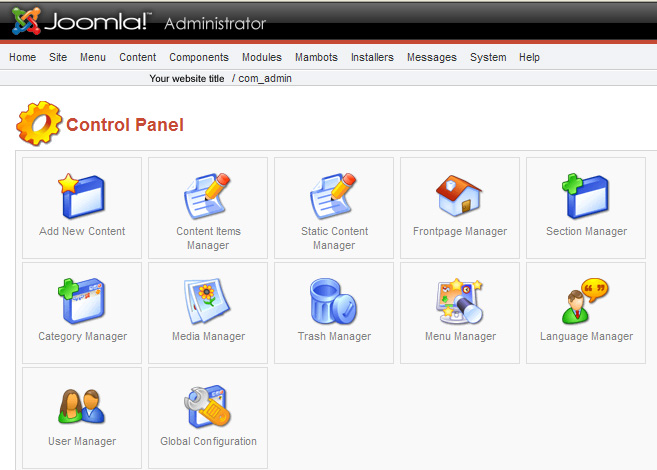 Joomla!™ Administrator
Home Site Menu Content Components Modules Mambots Installers Messages System Help
Your website title / com_admin
Control Panel
Add New Content
Content Items
Manager
Static Content
Manager
Frontpage Manager
Section Manager
Category Manager
Media Manager
Trash Manager
Menu Manager
Language Manager
User Manager
Global Configuration